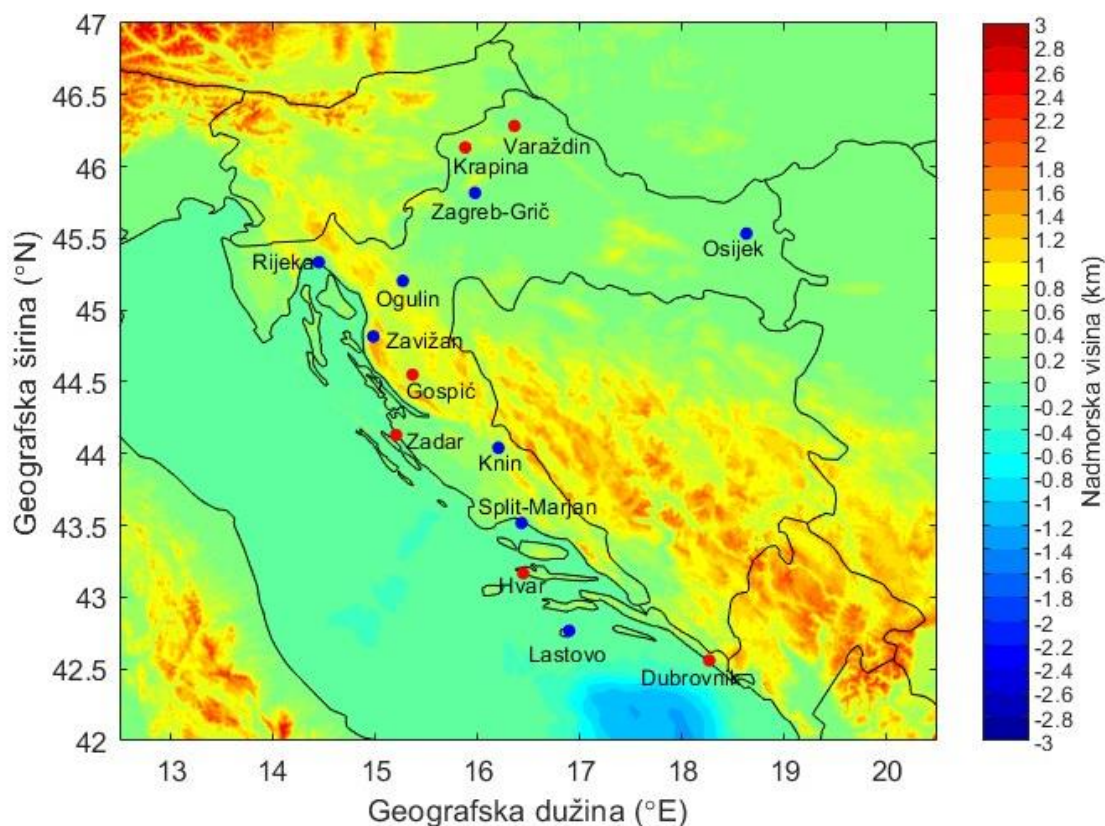 47
46.5
46
45.5
45
44.5
44
43.5
43
42.5
42
Geografska širina (°N)
Varaždin
Krapina
Zagreb-Grič
Osijek
Rijeka
Ogulin
Zavižan
Gospić
Zadar
Knin
Split-Marjan
Hvar
Lastovo
Dubrovnik
13 14 15 16 17 18 19 20
Geografska dužina (°E)
3
2.8
2.6
2.4
2.2
2
1.8
1.6
1.4
1.2
1
0.8
0.6
0.4
0.2
0
-0.2
-0.4
-0.6
-0.8
-1
-1.2
-1.4
-1.6
-1.8
-2
-2.2
-2.4
-2.6
-2.8
-3
Nadmorska visina (km)